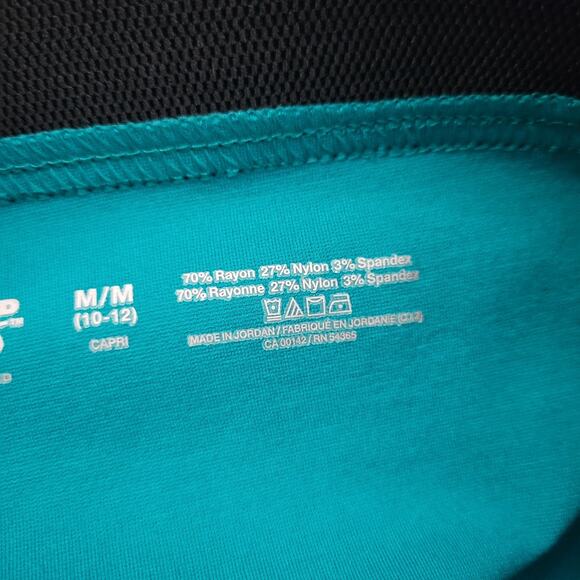 M/M
(10-12)
CAPRI
70% Rayon 27% Nylon 3% Spandex
70% Rayonne 27% Nylon 3% Spandex
MADE IN JORDAN / FABRIQUÉ EN JORDANIE
CA 00142 / RN 54365